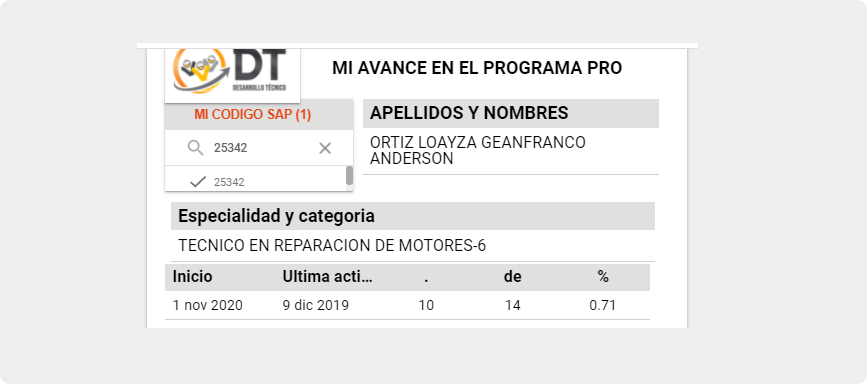 DT
DESARROLLO TÉCNICO
MI AVANCE EN EL PROGRAMA PRO
MI CODIGO SAP (1)
25342
25342
APELLIDOS Y NOMBRES
ORTIZ LOAYZA GEANFRANCO
ANDERSON
Especialidad y categoria
TECNICO EN REPARACION DE MOTORES-6
Inicio Ultima acti... . de %
1 nov 2020 9 dic 2019 10 14 0.71